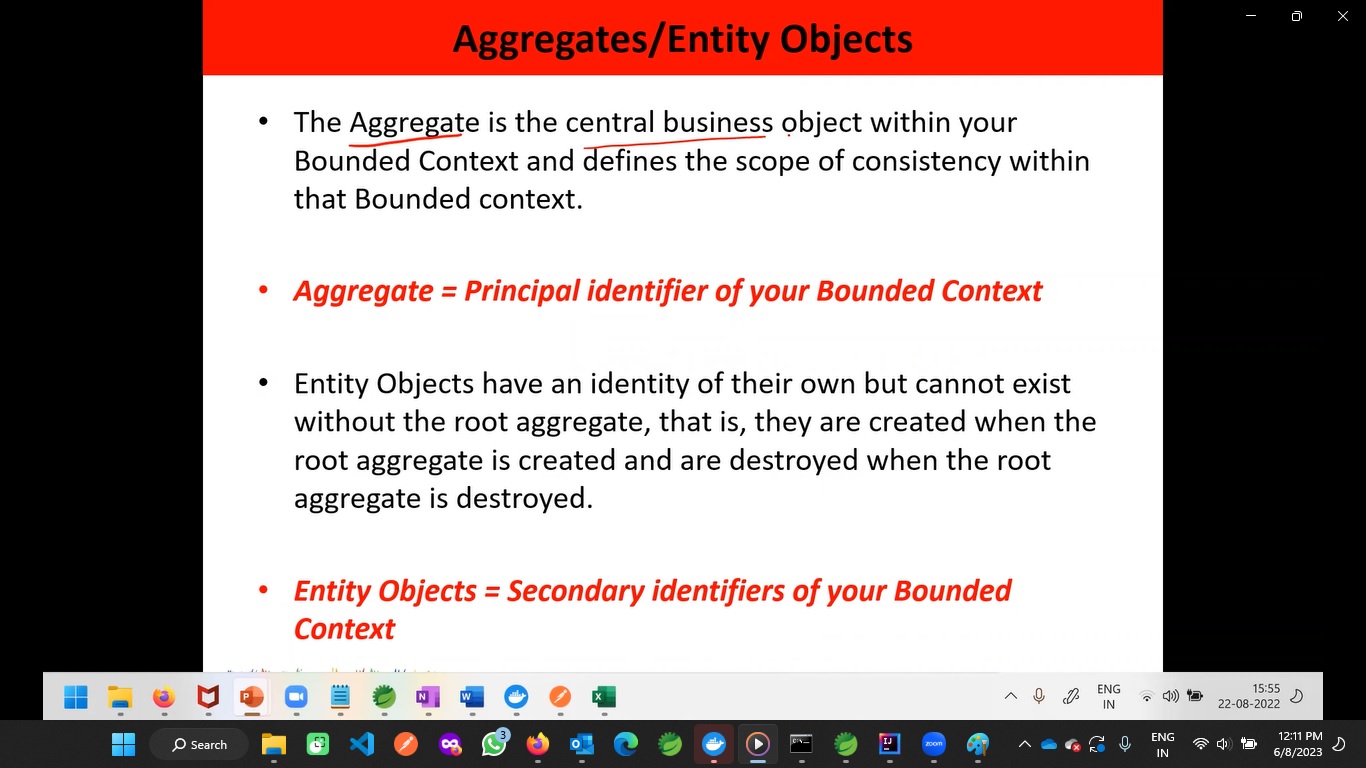 Aggregates/Entity Objects
• The Aggregate is the central business object within your
Bounded Context and defines the scope of consistency within
that Bounded context.
• Aggregate = Principal identifier of your Bounded Context
• Entity Objects have an identity of their own but cannot exist
without the root aggregate, that is, they are created when the
root aggregate is created and are destroyed when the root
aggregate is destroyed.
• Entity Objects = Secondary identifiers of your Bounded
Context
ENG
IN
15:55
22-08-2022
Search
3
zoom
ENG
IN
12:11 PM
6/8/2023